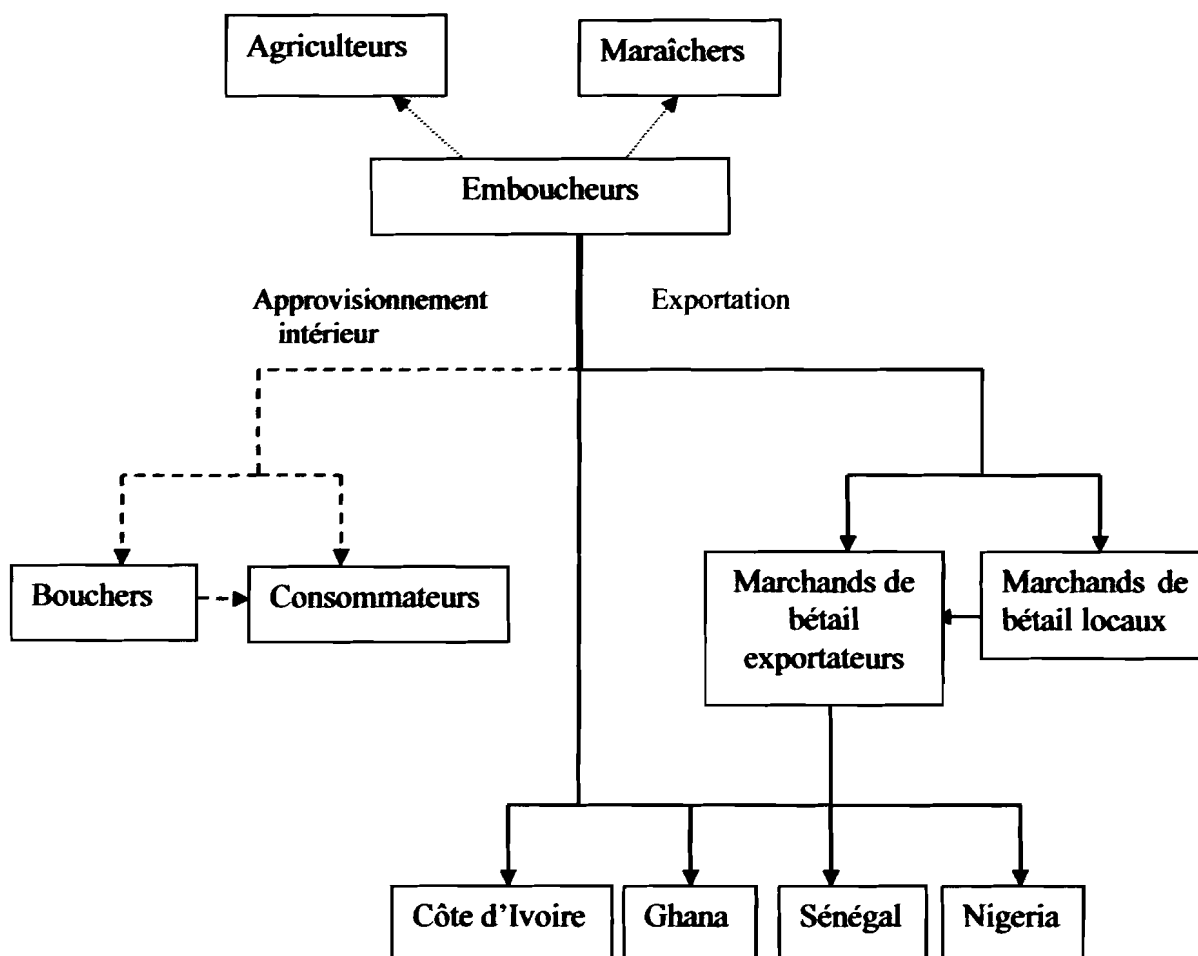 Agriculteurs
Maraîchers
Emboucheurs
Approvisionnement
intérieur
Exportation
Bouchers
Consommateurs
Marchands de
bétail
exportateurs
Marchands de
bétail locaux
Côte d'Ivoire
Ghana
Sénégal
Nigeria